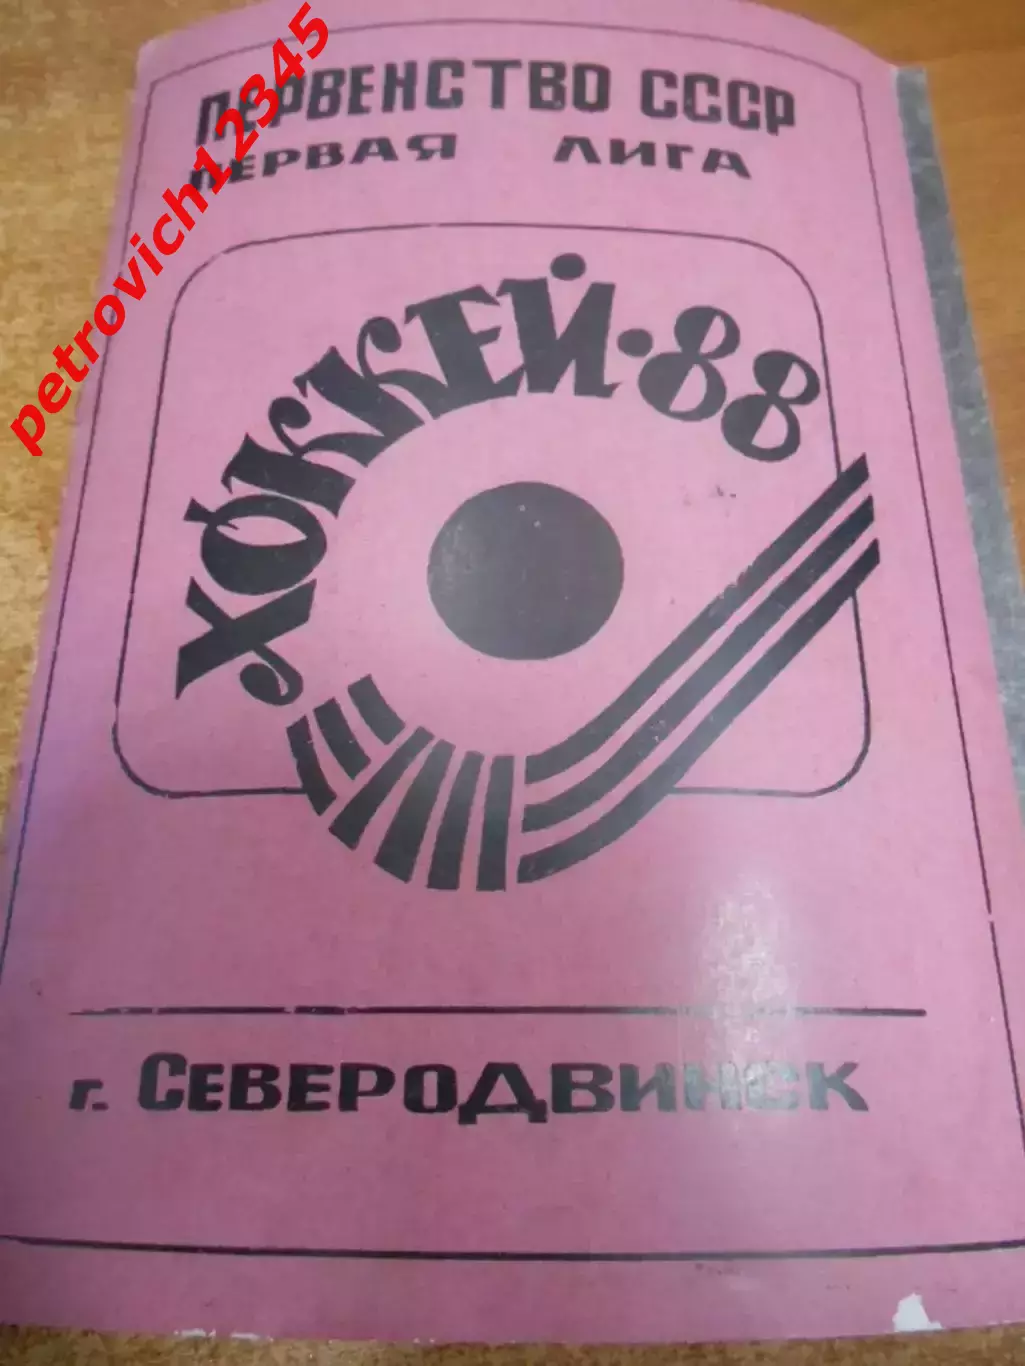 ПЕРВЕНСТВО СССР
ПЕРВАЯ ЛИГА
ХОККЕЙ·88
г. СЕВЕРОДВИНСК
petrovich12345